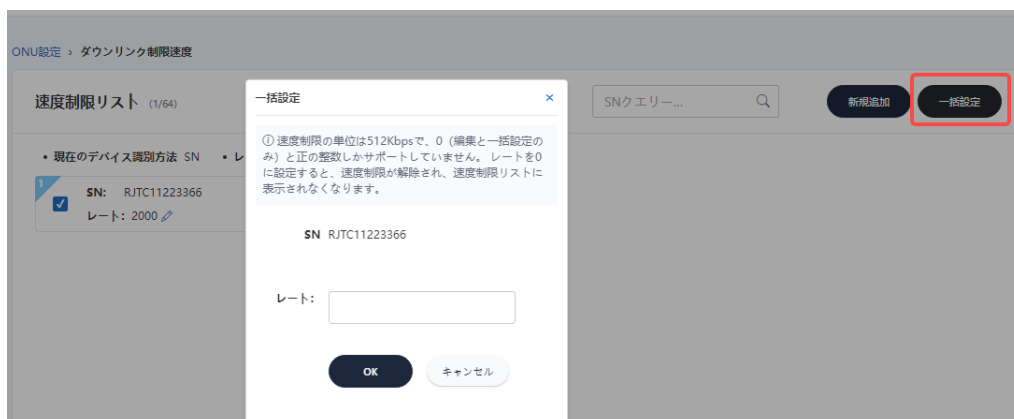 ONU設定 › ダウンリンク制限速度
速度制限リスト (1/64)
SNクエリー...
新規追加
一括設定
• 現在のデバイス識別方法 SN • レ
1
SN: RJTC11223366
レート: 2000
一括設定 ×
速度制限の単位は512Kbpsで、0（編集と一括設定の
み）と正の整数しかサポートしていません。 レートを0
に設定すると、速度制限が解除され、速度制限リストに
表示されなくなります。
SN RJTC11223366
レート:
OK
キャンセル